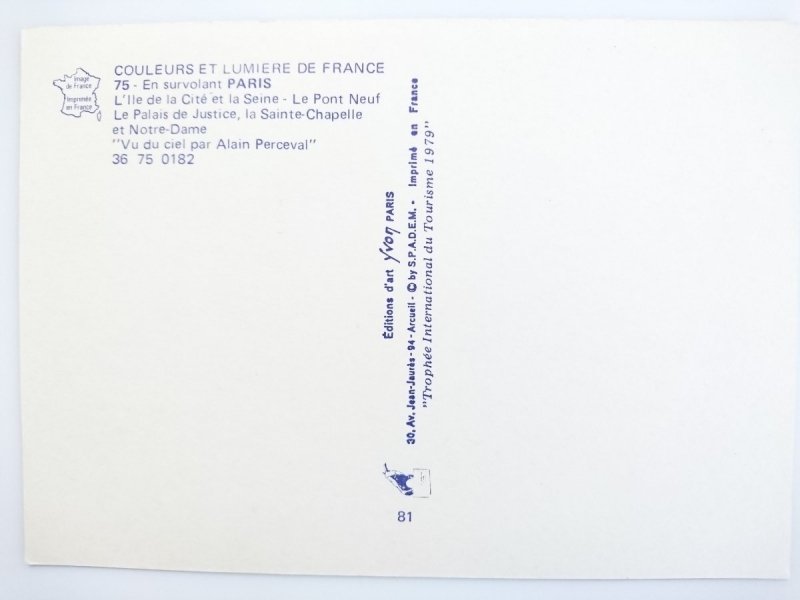 Image
de France
Imprimée
en France
COULEURS ET LUMIERE DE FRANCE
75 - En survolant PARIS
L'Ile de la Cité et la Seine - Le Pont Neuf
Le Palais de Justice, la Sainte-Chapelle
et Notre-Dame
"Vu du ciel par Alain Perceval"
36 75 0182
Éditions d'art Yvon PARIS
30, Av. Jean-Jaurès - 94 - Arcueil - © by S.P.A.D.E.M. - Imprimé en France
"Trophée International du Tourisme 1979"
81